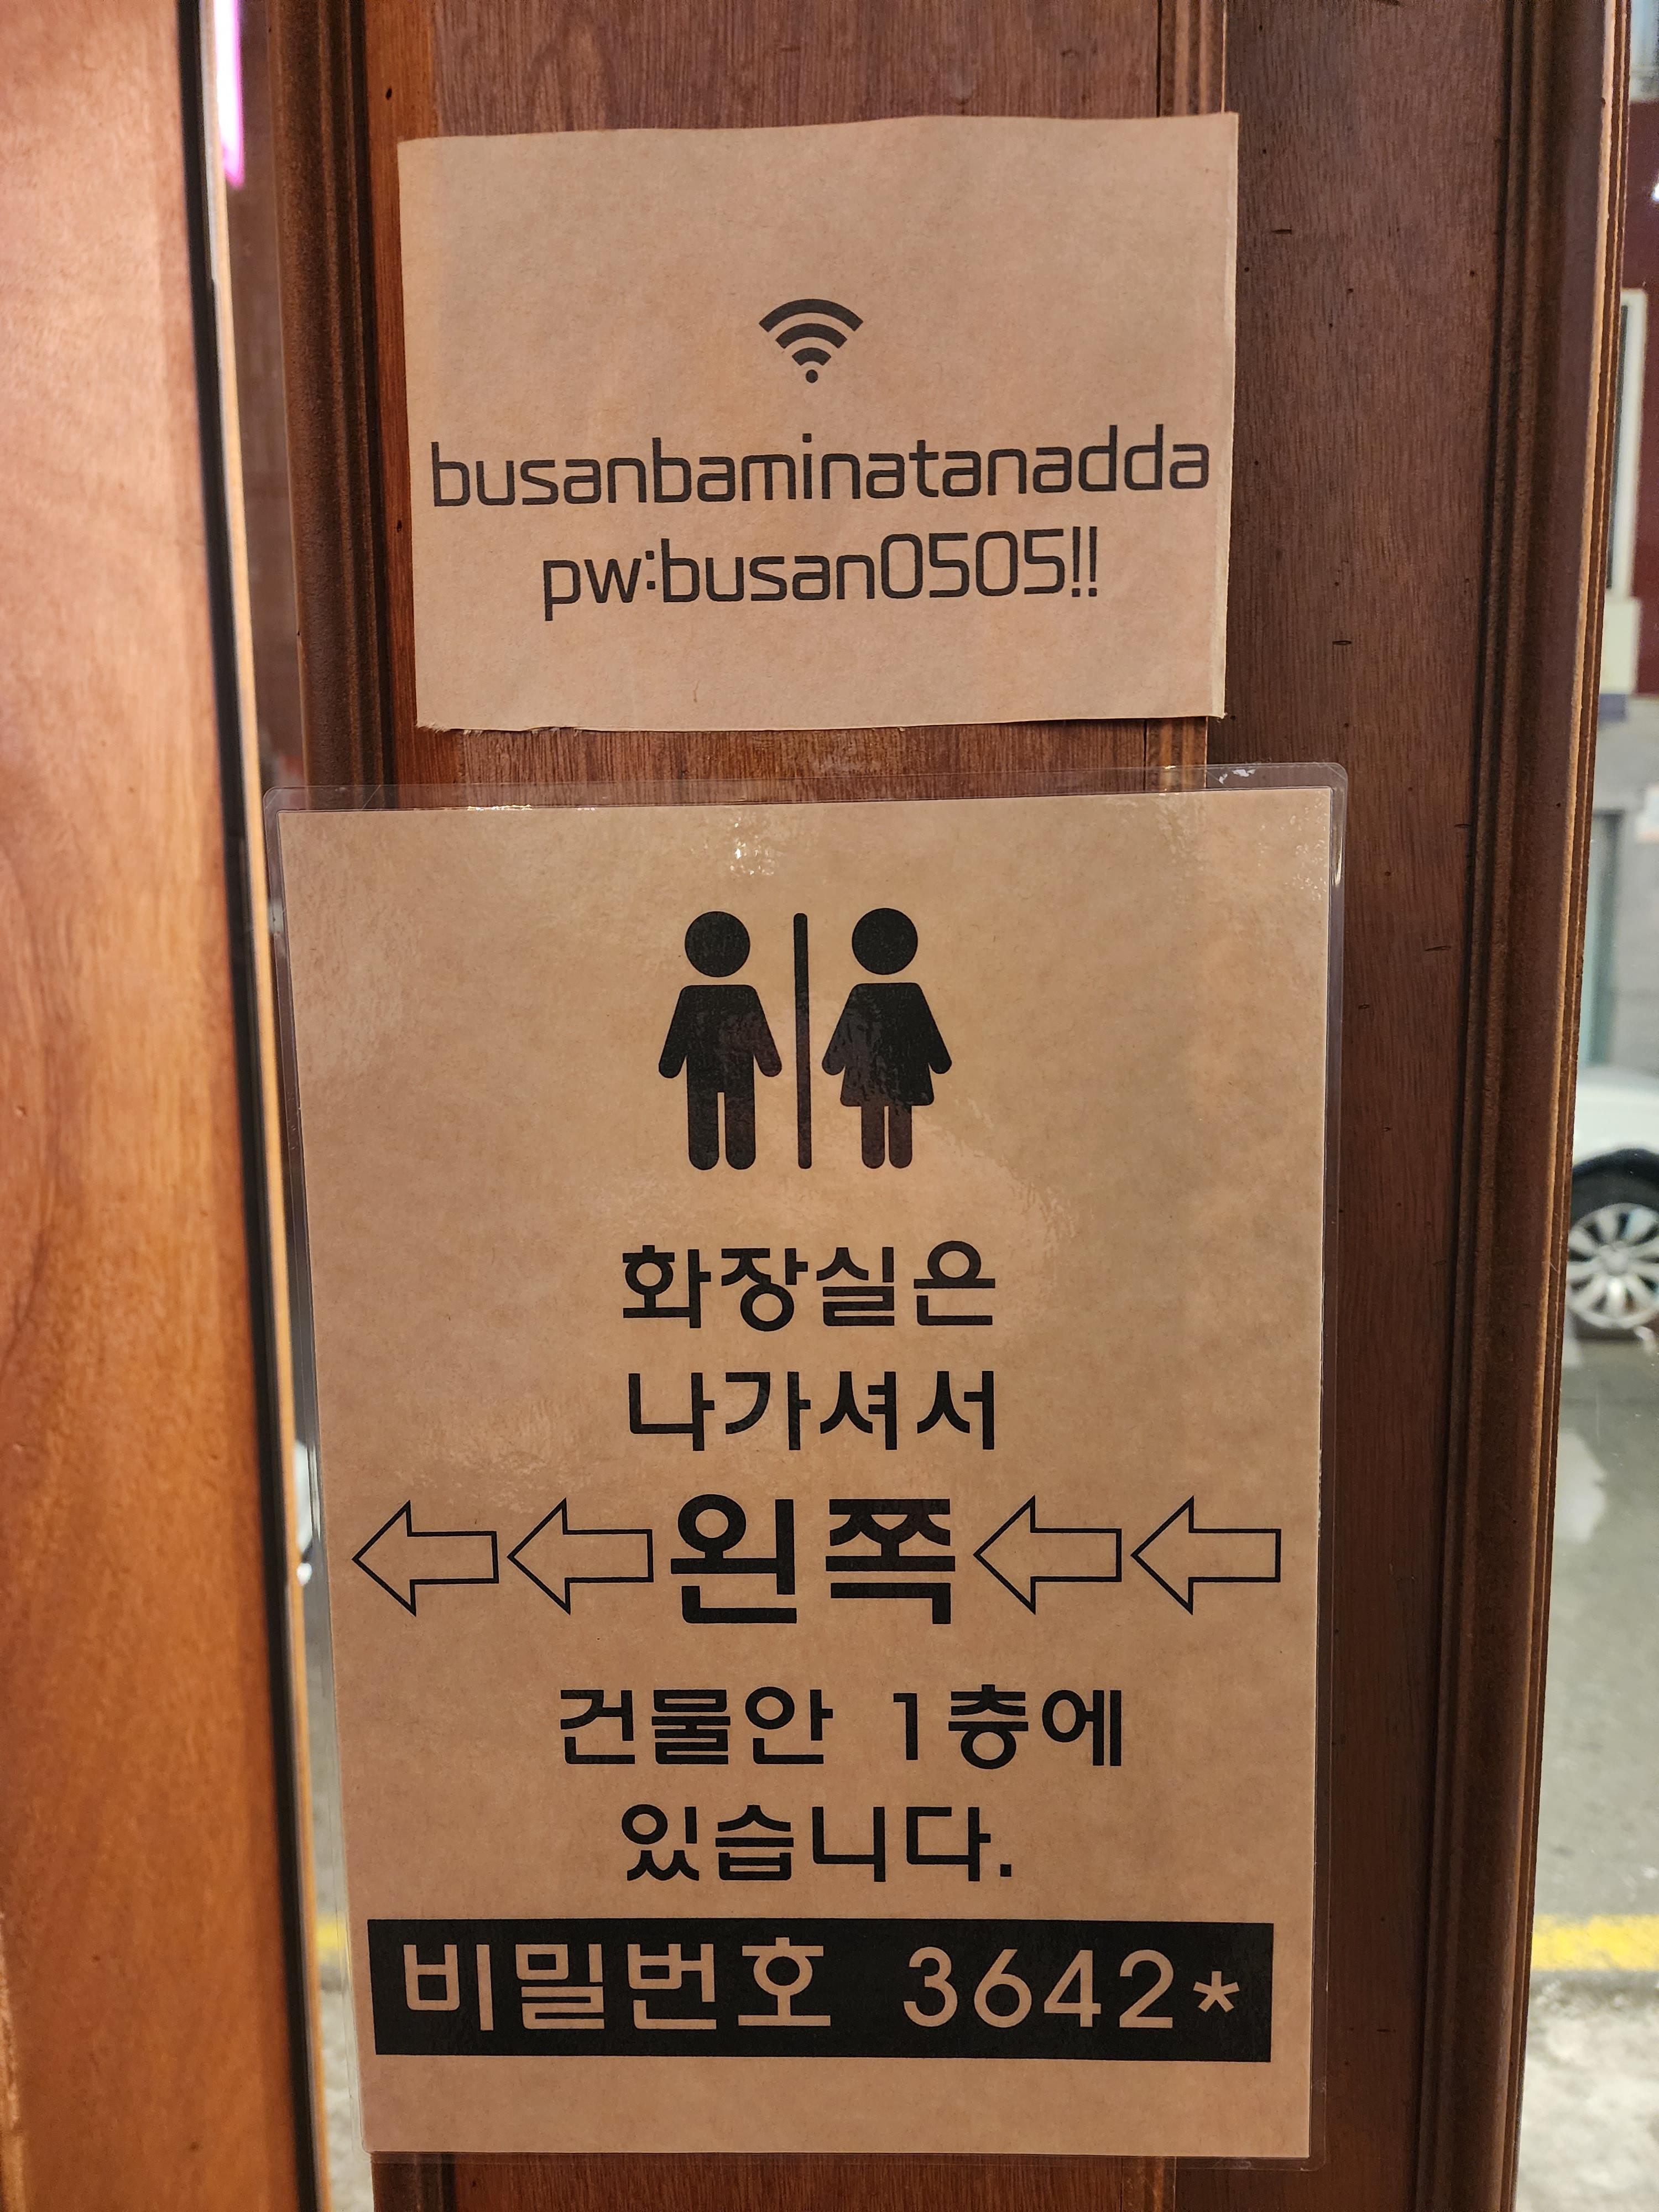 busanbaminatanadda
pw:busan0505!!
화장실은
나가셔서
왼쪽
건물안 1층에
있습니다.
비밀번호 3642*